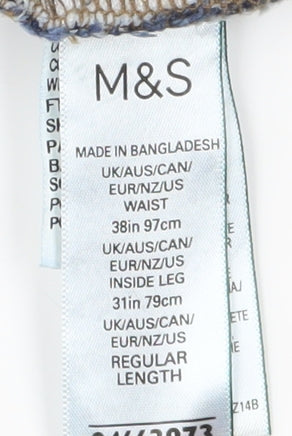 M&S
MADE IN BANGLADESH
UK/AUS/CAN/
EUR/NZ/US
WAIST
38in 97cm
UK/AUS/CAN/
EUR/NZ/US
INSIDE LEG
31in 79cm
UK/AUS/CAN/
EUR/NZ/US
REGULAR
LENGTH
Z14B